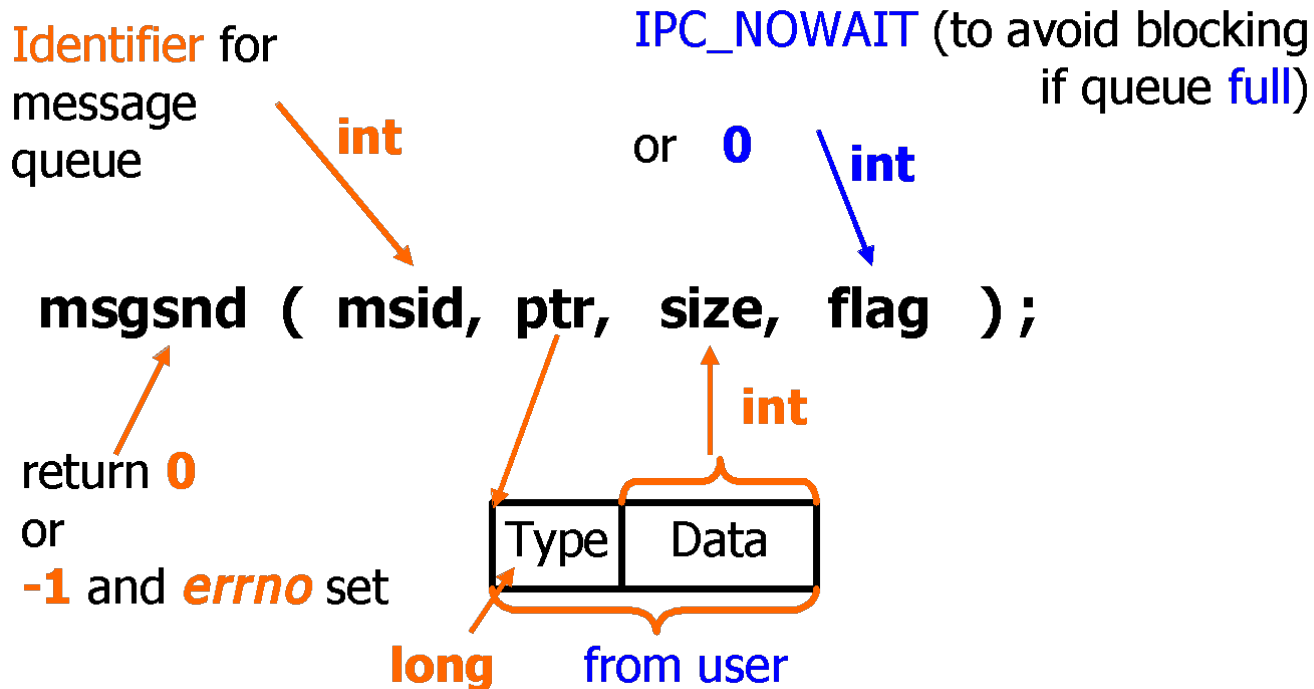 Identifier for
message
queue
int
IPC_NOWAIT (to avoid blocking
if queue full)
or 0
int
msgsnd ( msid, ptr, size, flag );
int
return 0
or
-1 and errno set
Type Data
long
from user